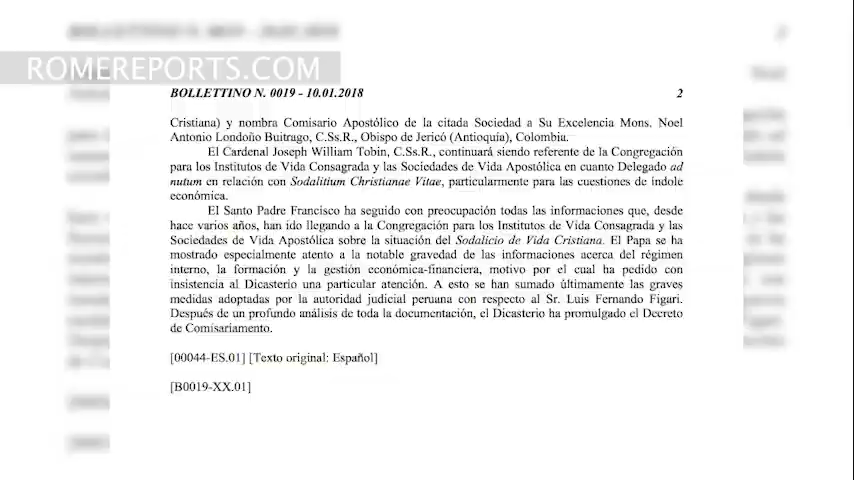 ROMEREPORTS.COM
BOLLETTINO N. 0019 - 10.01.2018 2
Cristiana) y nombra Comisario Apostólico de la citada Sociedad a Su Excelencia Mons. Noel
Antonio Londoño Buitrago, C.Ss.R., Obispo de Jericó (Antioquía), Colombia.
El Cardenal Joseph William Tobin, C.Ss.R., continuará siendo referente de la Congregación
para los Institutos de Vida Consagrada y las Sociedades de Vida Apostólica en cuanto Delegado ad
nutum en relación con Sodalitium Christianae Vitae, particularmente para las cuestiones de índole
económica.
El Santo Padre Francisco ha seguido con preocupación todas las informaciones que, desde
hace varios años, han ido llegando a la Congregación para los Institutos de Vida Consagrada y las
Sociedades de Vida Apostólica sobre la situación del Sodalicio de Vida Cristiana. El Papa se ha
mostrado especialmente atento a la notable gravedad de las informaciones acerca del régimen
interno, la formación y la gestión económica-financiera, motivo por el cual ha pedido con
insistencia al Dicasterio una particular atención. A esto se han sumado últimamente las graves
medidas adoptadas por la autoridad judicial peruana con respecto al Sr. Luis Fernando Figari.
Después de un profundo análisis de toda la documentación, el Dicasterio ha promulgado el Decreto
de Comisariamento.
[00044-ES.01] [Texto original: Español]
[B0019-XX.01]